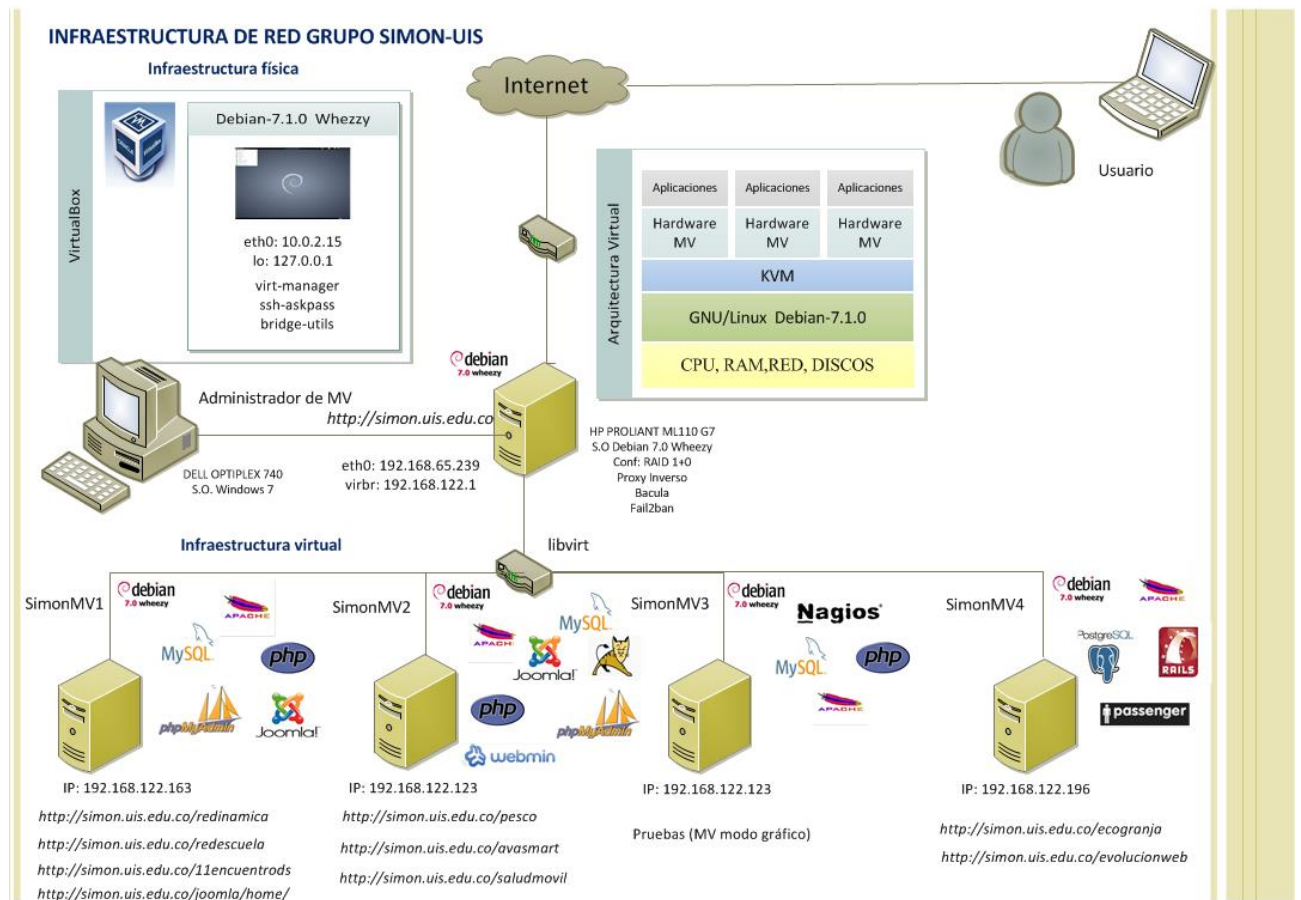 INFRAESTRUCTURA DE RED GRUPO SIMON-UIS
Infraestructura física
VirtualBox
Debian-7.1.0 Whezzy
eth0: 10.0.2.15
lo: 127.0.0.1
virt-manager
ssh-askpass
bridge-utils
Internet
Usuario
Arquitectura Virtual
Aplicaciones
Aplicaciones
Aplicaciones
Hardware MV
Hardware MV
Hardware MV
KVM
GNU/Linux Debian-7.1.0
CPU, RAM,RED, DISCOS
debian
7.0 wheezy
Administrador de MV
http://simon.uis.edu.co
DELL OPTIPLEX 740
S.O. Windows 7
eth0: 192.168.65.239
virbr: 192.168.122.1
HP PROLIANT ML110 G7
S.O Debian 7.0 Wheezy
Conf: RAID 1+0
Proxy Inverso
Bacula
Fail2ban
Infraestructura virtual
libvirt
SimonMV1
debian
7.0 wheezy
APACHE
MySQL
php
phpMyAdmin
Joomla!
IP: 192.168.122.163
http://simon.uis.edu.co/redinamica
http://simon.uis.edu.co/redescuela
http://simon.uis.edu.co/11encuentrods
http://simon.uis.edu.co/joomla/home/
SimonMV2
debian
7.0 wheezy
MySQL
APACHE
Joomla!
php
phpMyAdmin
webmin
IP: 192.168.122.123
http://simon.uis.edu.co/pesco
http://simon.uis.edu.co/avasmart
http://simon.uis.edu.co/saludmovil
SimonMV3
debian
7.0 wheezy
Nagios
MySQL
php
APACHE
IP: 192.168.122.123
Pruebas (MV modo gráfico)
SimonMV4
debian
7.0 wheezy
APACHE
PostgreSQL
RAILS
passenger
IP: 192.168.122.196
http://simon.uis.edu.co/ecogranja
http://simon.uis.edu.co/evolucionweb